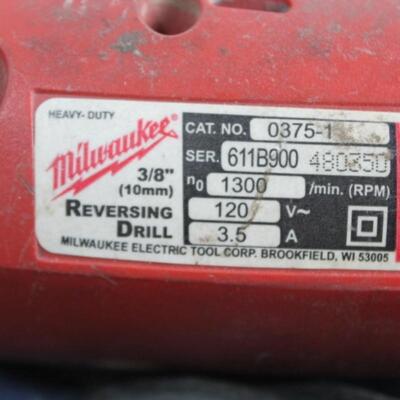 HEAVY-DUTY
Milwaukee
3/8"
(10mm)
REVERSING
DRILL
CAT. NO. 0375-1
SER. 611B900 480350
n0 1300 /min. (RPM)
120 V~
3.5 A
MILWAUKEE ELECTRIC TOOL CORP. BROOKFIELD, WI 53005